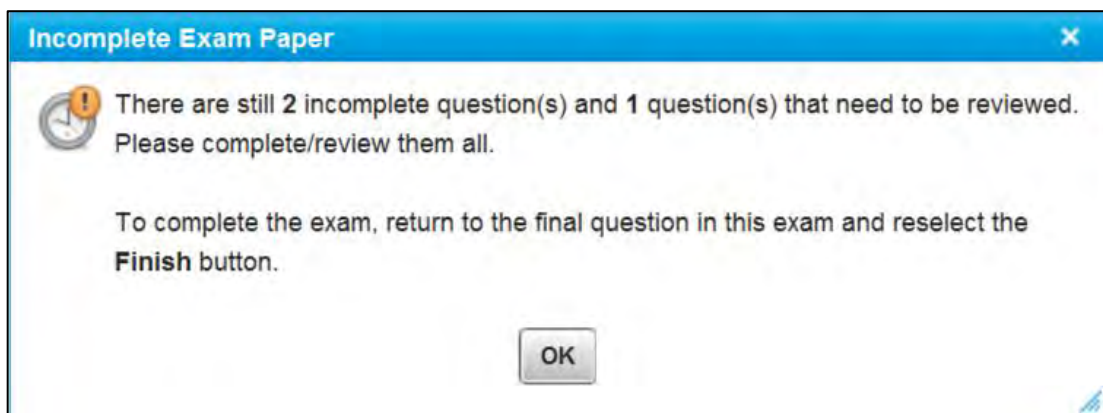 Incomplete Exam Paper
There are still 2 incomplete question(s) and 1 question(s) that need to be reviewed.
Please complete/review them all.
To complete the exam, return to the final question in this exam and reselect the
Finish button.
OK